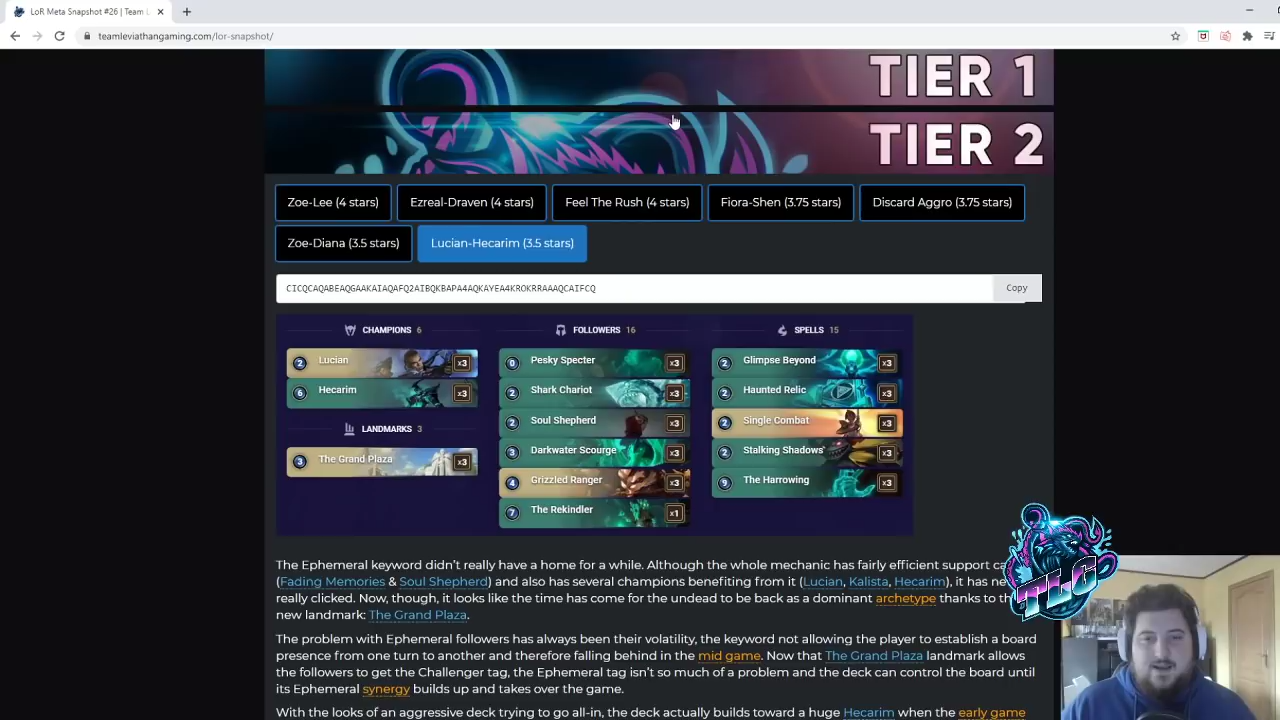 LoR Meta Snapshot #26 | Team L
teamleviathangaming.com/lor-snapshot/
TIER 1
TIER 2
Zoe-Lee (4 stars)
Ezreal-Draven (4 stars)
Feel The Rush (4 stars)
Fiora-Shen (3.75 stars)
Discard Aggro (3.75 stars)
Zoe-Diana (3.5 stars)
Lucian-Hecarim (3.5 stars)
CICQCAQABEAQGAAKAIAQAFQ2AIBQKBAPA4AQKAYEA4KROKRRAAAQCAIFCQ
Copy
CHAMPIONS 6
2 Lucian x3
6 Hecarim x3
LANDMARKS 3
3 The Grand Plaza x3
FOLLOWERS 16
0 Pesky Specter x3
2 Shark Chariot x3
2 Soul Shepherd x3
3 Darkwater Scourge x3
4 Grizzled Ranger x3
7 The Rekindler x1
SPELLS 15
2 Glimpse Beyond x3
2 Haunted Relic x3
2 Single Combat x3
2 Stalking Shadows x3
9 The Harrowing x3
The Ephemeral keyword didn't really have a home for a while. Although the whole mechanic has fairly efficient support
(Fading Memories & Soul Shepherd) and also has several champions benefiting from it (Lucian, Kalista, Hecarim), it has
really clicked. Now, though, it looks like the time has come for the undead to be back as a dominant archetype thanks to
new landmark: The Grand Plaza.
The problem with Ephemeral followers has always been their volatility, the keyword not allowing the player to establish a board
presence from one turn to another and therefore falling behind in the mid game. Now that The Grand Plaza landmark allows
the followers to get the Challenger tag, the Ephemeral tag isn't so much of a problem and the deck can control the board until
its Ephemeral synergy builds up and takes over the game.
With the looks of an aggressive deck trying to go all-in, the deck actually builds toward a huge Hecarim when the early game
TLG